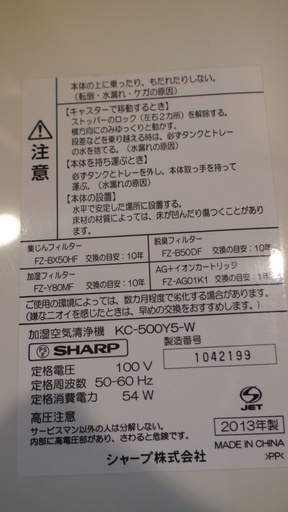 本体の上に乗ったり、もたれたりしない。
(転倒・水漏れ・ケガの原因)
注意
【キャスターで移動するとき】
ストッパーのロック(左右2カ所)を解除する。
横方向にのみゆっくりと動かす。
段差などを乗り越える時は、必ずタンクとトレー
の水を捨てる。(水漏れの原因)
【本体を持ち運ぶとき】
必ずタンクとトレーを外し、本体取っ手を持って
運ぶ。(水漏れの原因)
【本体の設置】
水平で安定した場所に設置する。
床材の材質によっては、床が凹んだり傷つくことがあり
ます。
集じんフィルター
FZ-BX50HF 交換の目安:10年
脱臭フィルター
FZ-B50DF 交換の目安:10年
加湿フィルター
FZ-Y80MF 交換の目安:10年
AG+イオンカートリッジ
FZ-AG01K1 交換の目安:1年
ご使用の環境によっては、数カ月程度で劣化する場合があります。
(嫌なニオイを感じたときは、早めの交換をおすすめします。)
加湿空気清浄機 KC-500Y5-W
SHARP
製造番号
1042199
定格電圧 100 V
定格周波数 50-60 Hz
定格消費電力 54 W
JET
高圧注意
サービスマン以外の人は分解しない。
内部に高電圧部があり、さわると危険です。
2013年製
MADE IN CHINA
シャープ株式会社
>PP<